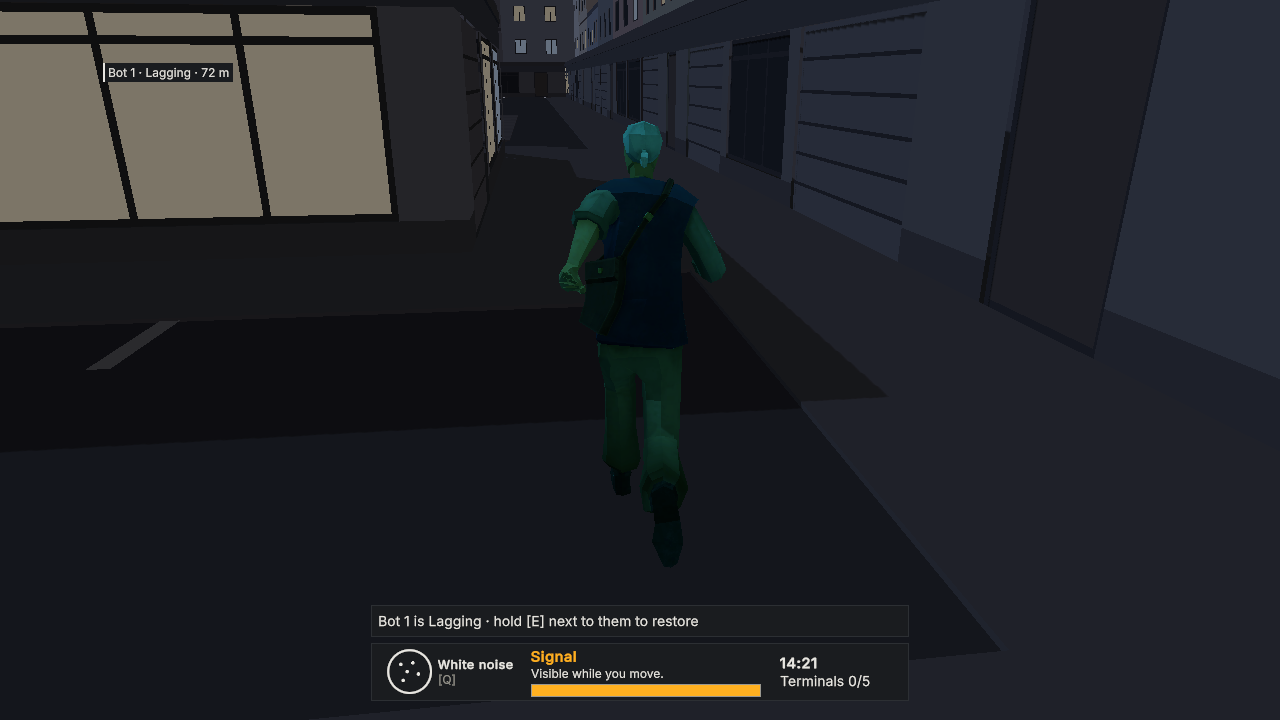 Bot 1 · Lagging · 72 m
Bot 1 is Lagging · hold [E] next to them to restore
White noise
[Q]
Signal
Visible while you move.
14:21
Terminals 0/5